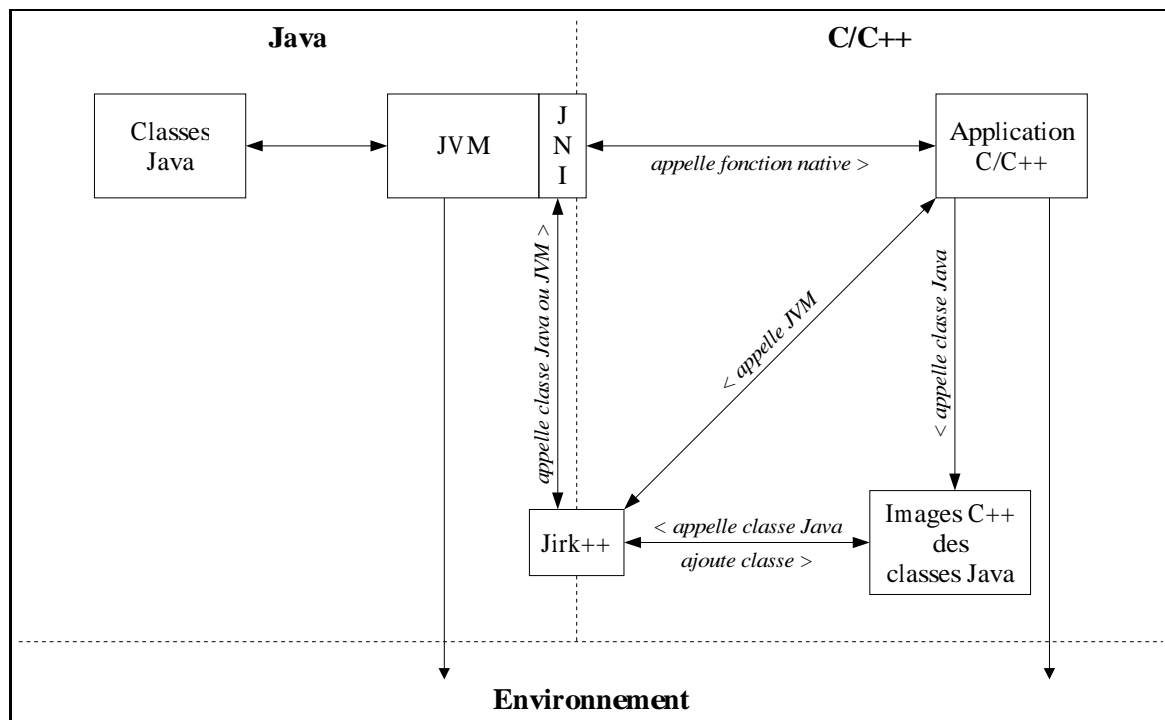 Java
C/C++
Classes
Java
JVM
J
N
I
Application
C/C++
appelle fonction native >
appelle classe Java ou JVM >
< appelle JVM
< appelle classe Java
Jirk++
< appelle classe Java
ajoute classe >
Images C++
des
classes Java
Environnement